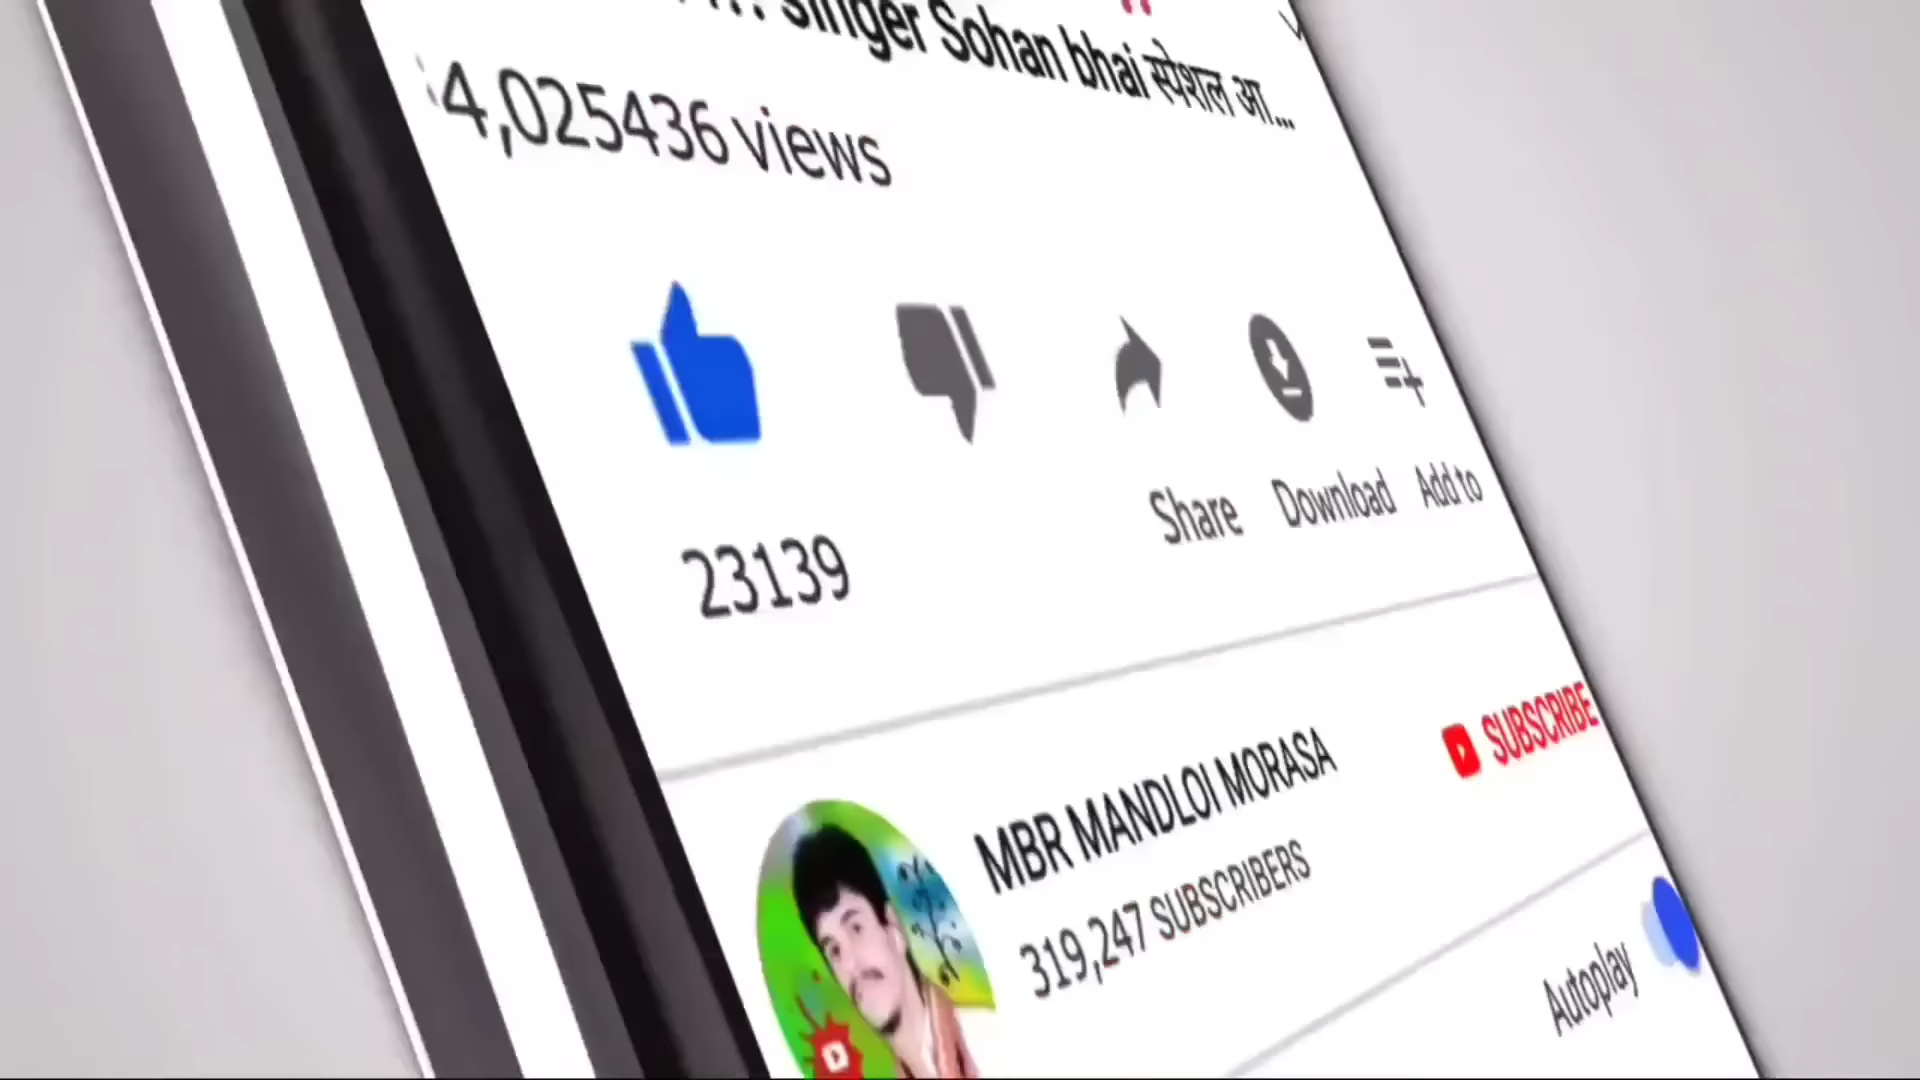 singer Sohan bhai स्पेशल आ...
4,025436 views
23139
Share
Download
Add to
MBR MANDLOI MORASA
SUBSCRIBE
319,247 SUBSCRIBERS
Autoplay